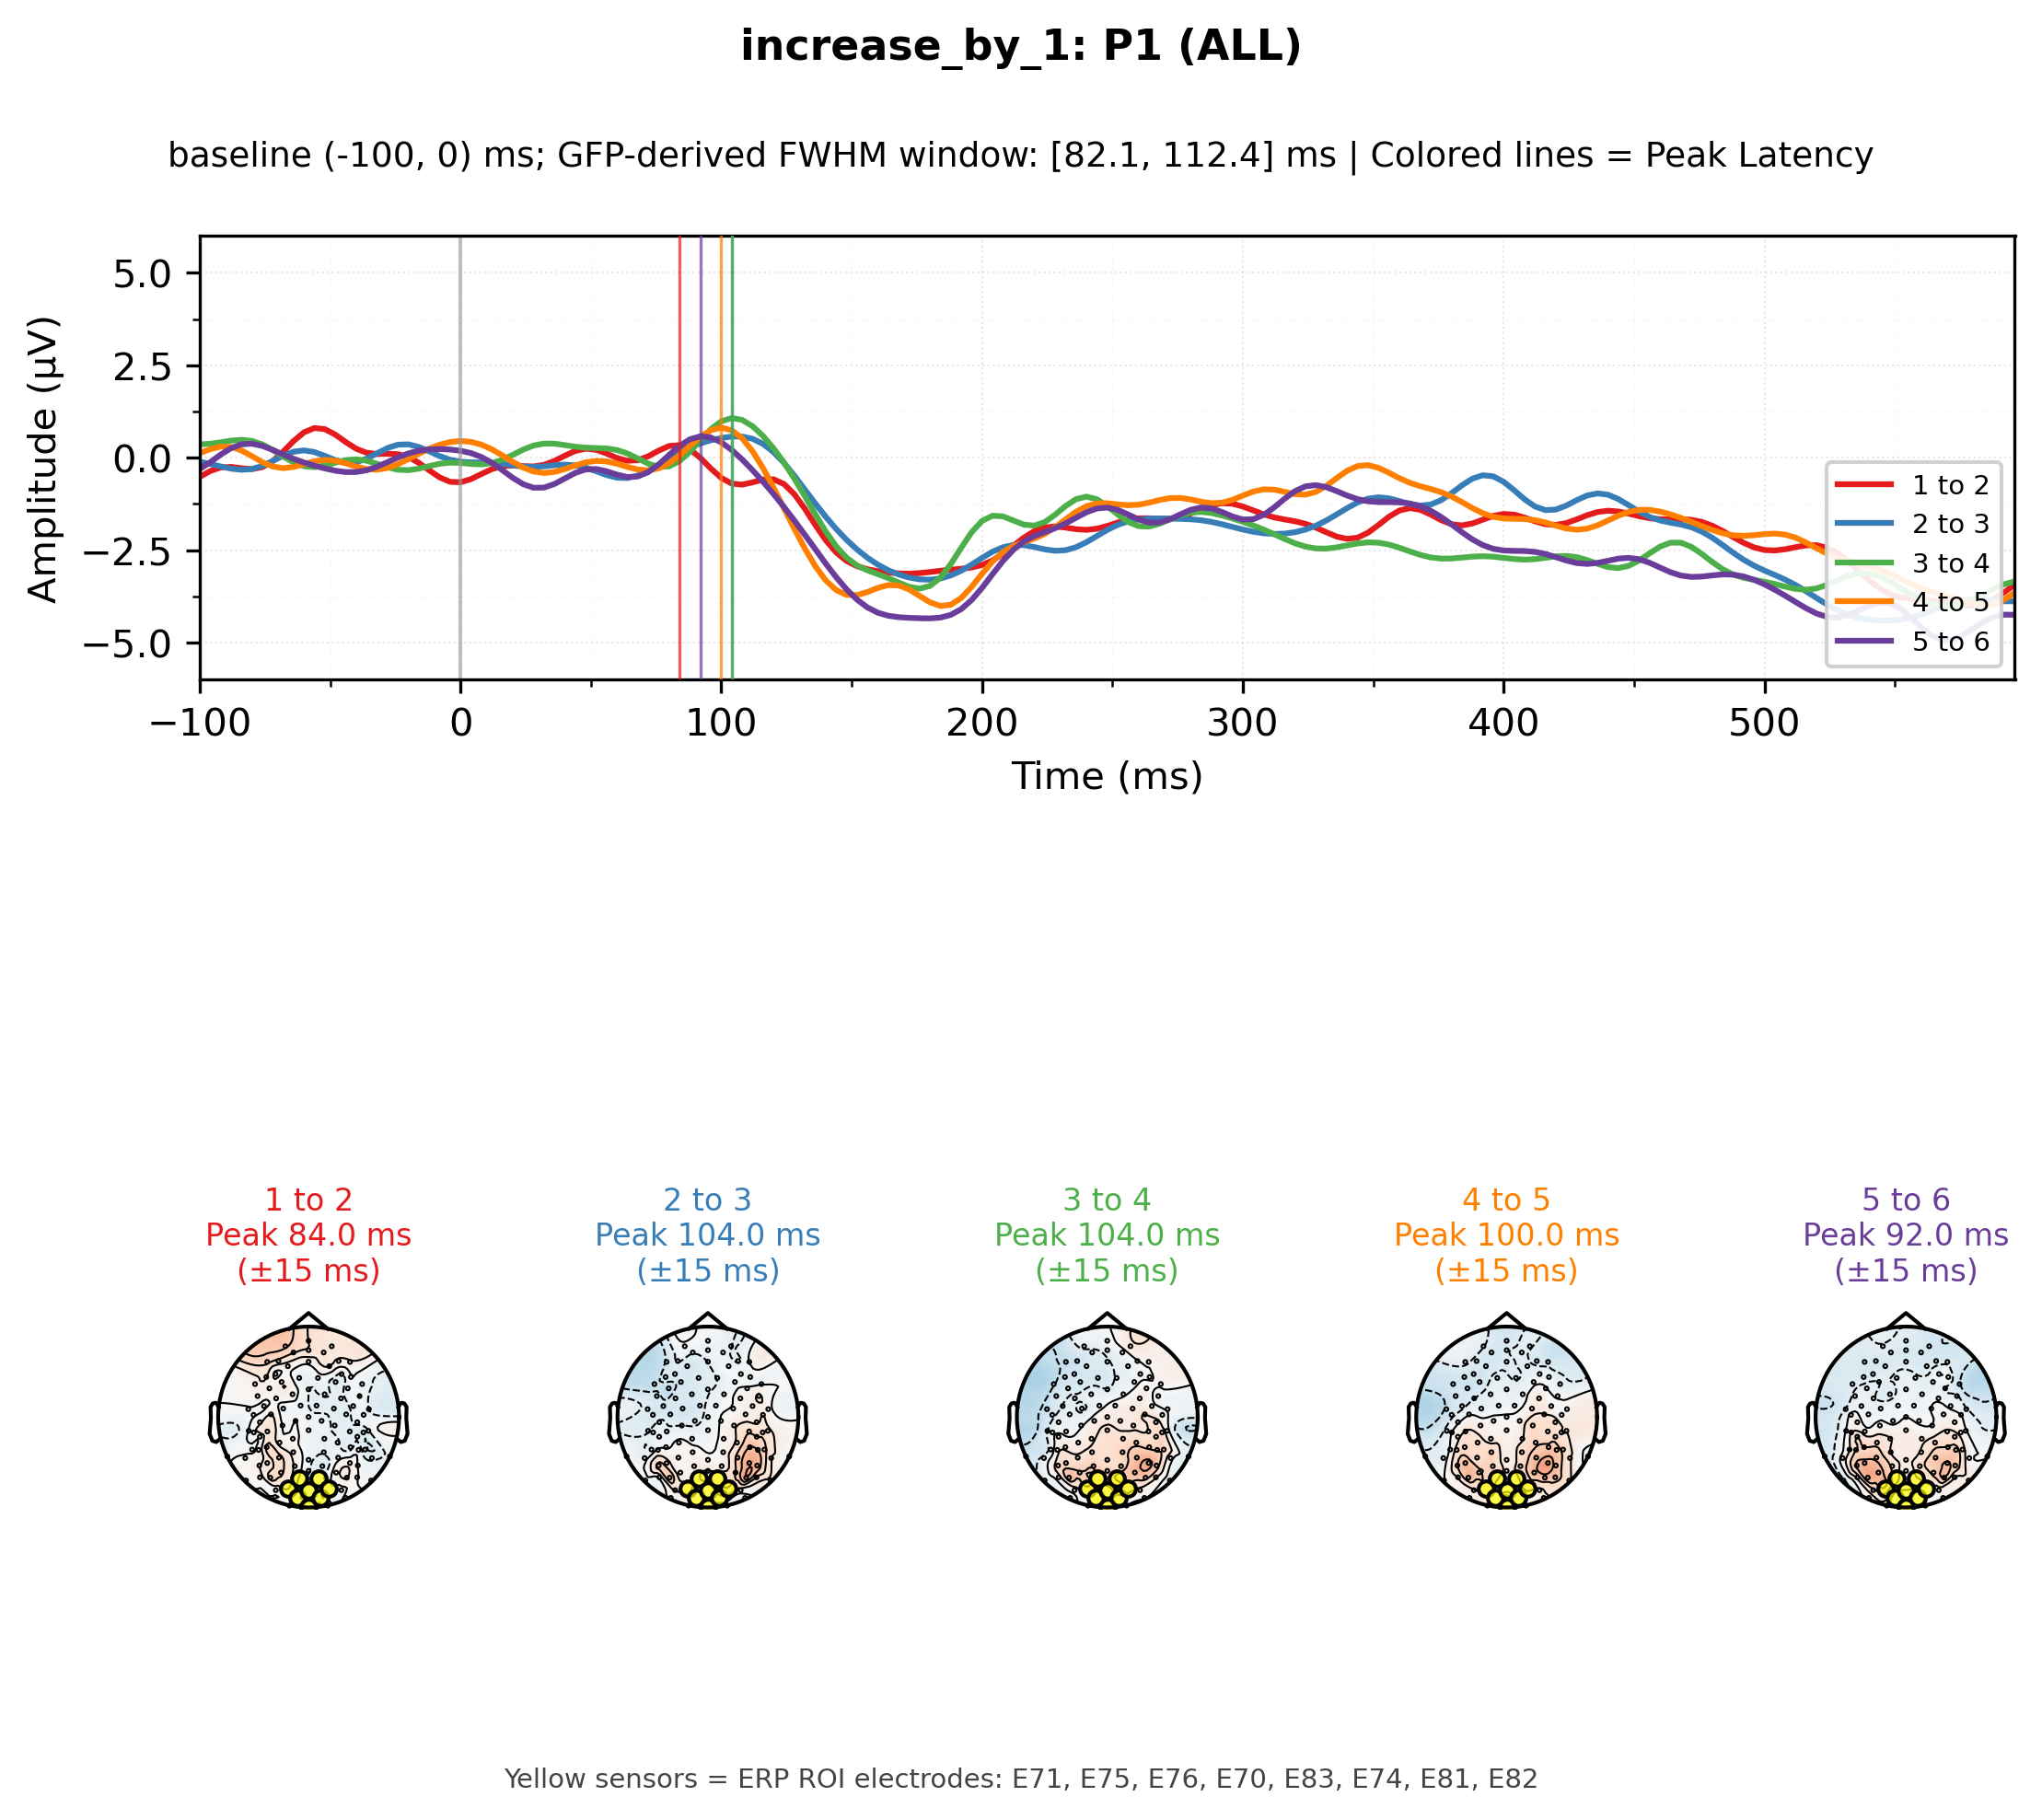 increase_by_1: P1 (ALL)
baseline (-100, 0) ms; GFP-derived FWHM window: [82.1, 112.4] ms | Colored lines = Peak Latency
Amplitude (µV)
5.0
2.5
0.0
−2.5
−5.0
1 to 2
2 to 3
3 to 4
4 to 5
5 to 6
−100
0
100
200
300
400
500
Time (ms)
1 to 2
Peak 84.0 ms
(±15 ms)
2 to 3
Peak 104.0 ms
(±15 ms)
3 to 4
Peak 104.0 ms
(±15 ms)
4 to 5
Peak 100.0 ms
(±15 ms)
5 to 6
Peak 92.0 ms
(±15 ms)
Yellow sensors = ERP ROI electrodes: E71, E75, E76, E70, E83, E74, E81, E82